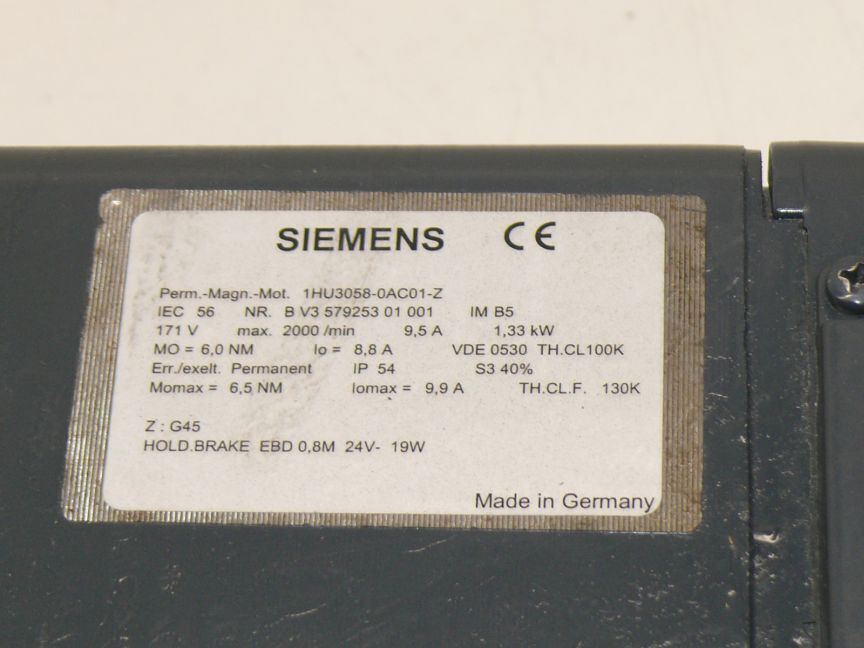 SIEMENS CE
Perm.-Magn.-Mot. 1HU3058-0AC01-Z
IEC 56 NR. B V3 579253 01 001 IM B5
171 V max. 2000 /min 9,5 A 1,33 kW
MO = 6,0 NM Io = 8,8 A VDE 0530 TH.CL100K
Err./exelt. Permanent IP 54 S3 40%
Momax = 6,5 NM Iomax = 9,9 A TH.CL.F. 130K
Z : G45
HOLD.BRAKE EBD 0,8M 24V- 19W
Made in Germany